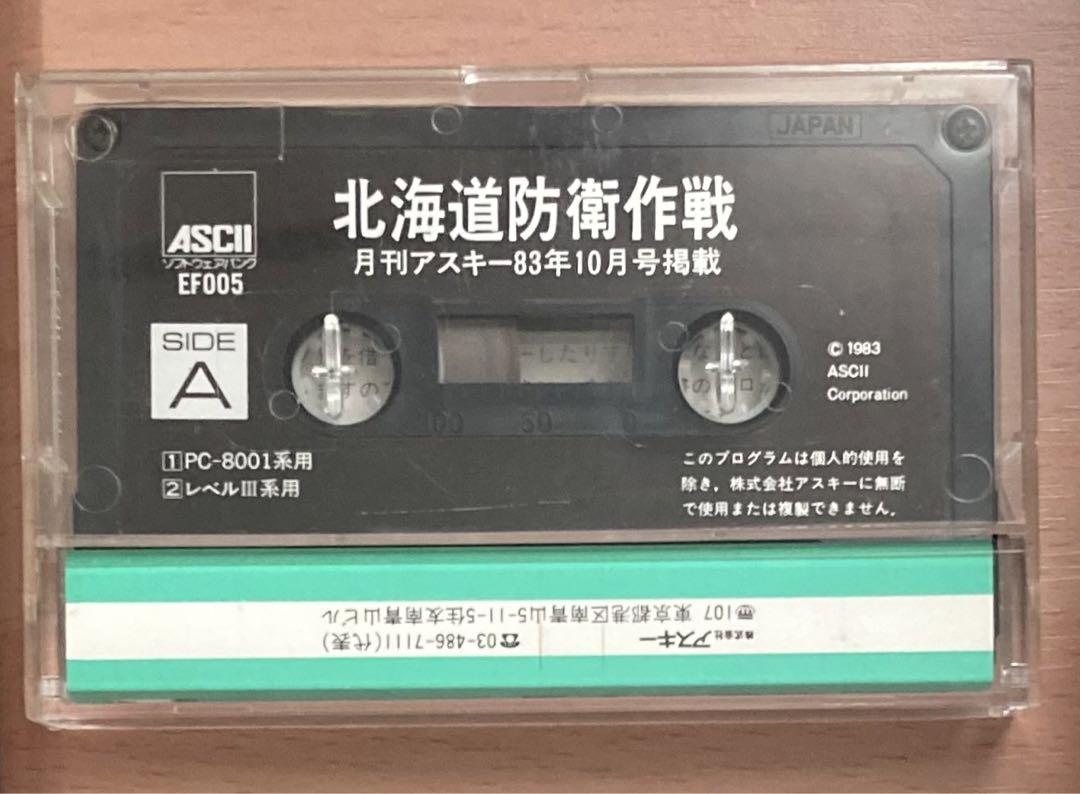 JAPAN
北海道防衛作戦
月刊アスキー83年10月号掲載
ASCII
ソフトウェアバンク
EF005
SIDE
A
100 50 0
© 1983
ASCII
Corporation
1 PC-8001系用
2 レベルIII系用
このプログラムは個人的使用を
除き，株式会社アスキーに無断
で使用または複製できません．
株式会社アスキー
〠107 東京都港区南青山5-11-5住友南青山ビル
☎03-486-7111(代表)